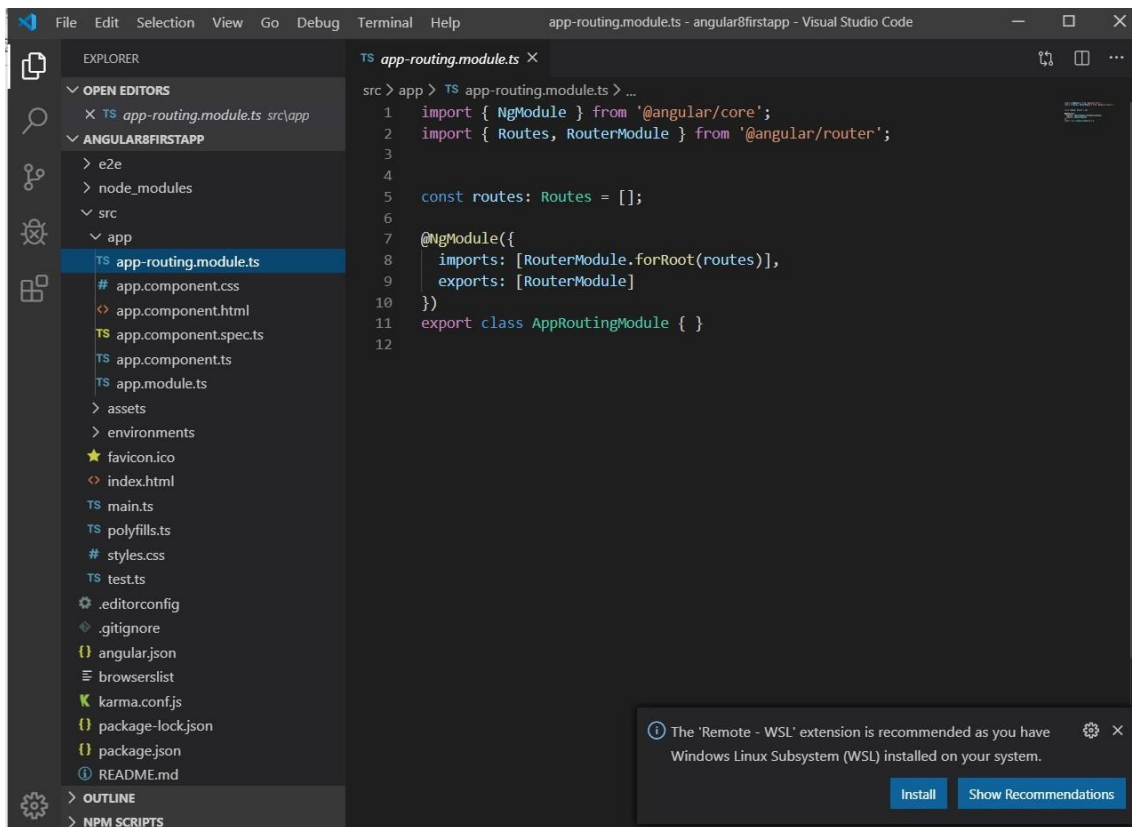 File Edit Selection View Go Debug Terminal Help app-routing.module.ts - angular8firstapp - Visual Studio Code
EXPLORER
OPEN EDITORS
TS app-routing.module.ts src\app
ANGULAR8FIRSTAPP
e2e
node_modules
src
app
TS app-routing.module.ts
# app.component.css
<> app.component.html
TS app.component.spec.ts
TS app.component.ts
TS app.module.ts
assets
environments
favicon.ico
<> index.html
TS main.ts
TS polyfills.ts
# styles.css
TS test.ts
.editorconfig
.gitignore
{} angular.json
browserslist
K karma.conf.js
{} package-lock.json
{} package.json
README.md
OUTLINE
NPM SCRIPTS
TS app-routing.module.ts
src > app > TS app-routing.module.ts > ...
1 import { NgModule } from '@angular/core';
2 import { Routes, RouterModule } from '@angular/router';
3
4
5 const routes: Routes = [];
6
7 @NgModule({
8   imports: [RouterModule.forRoot(routes)],
9   exports: [RouterModule]
10 })
11 export class AppRoutingModule { }
12
The 'Remote - WSL' extension is recommended as you have
Windows Linux Subsystem (WSL) installed on your system.
Install Show Recommendations